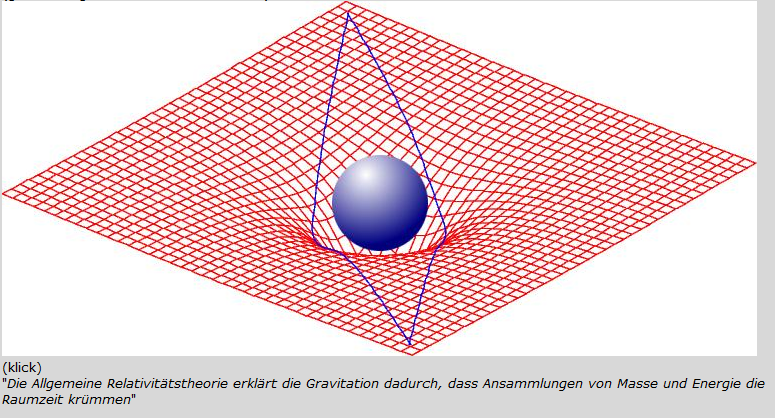 (klick)
"Die Allgemeine Relativitätstheorie erklärt die Gravitation dadurch, dass Ansammlungen von Masse und Energie die
Raumzeit krümmen"